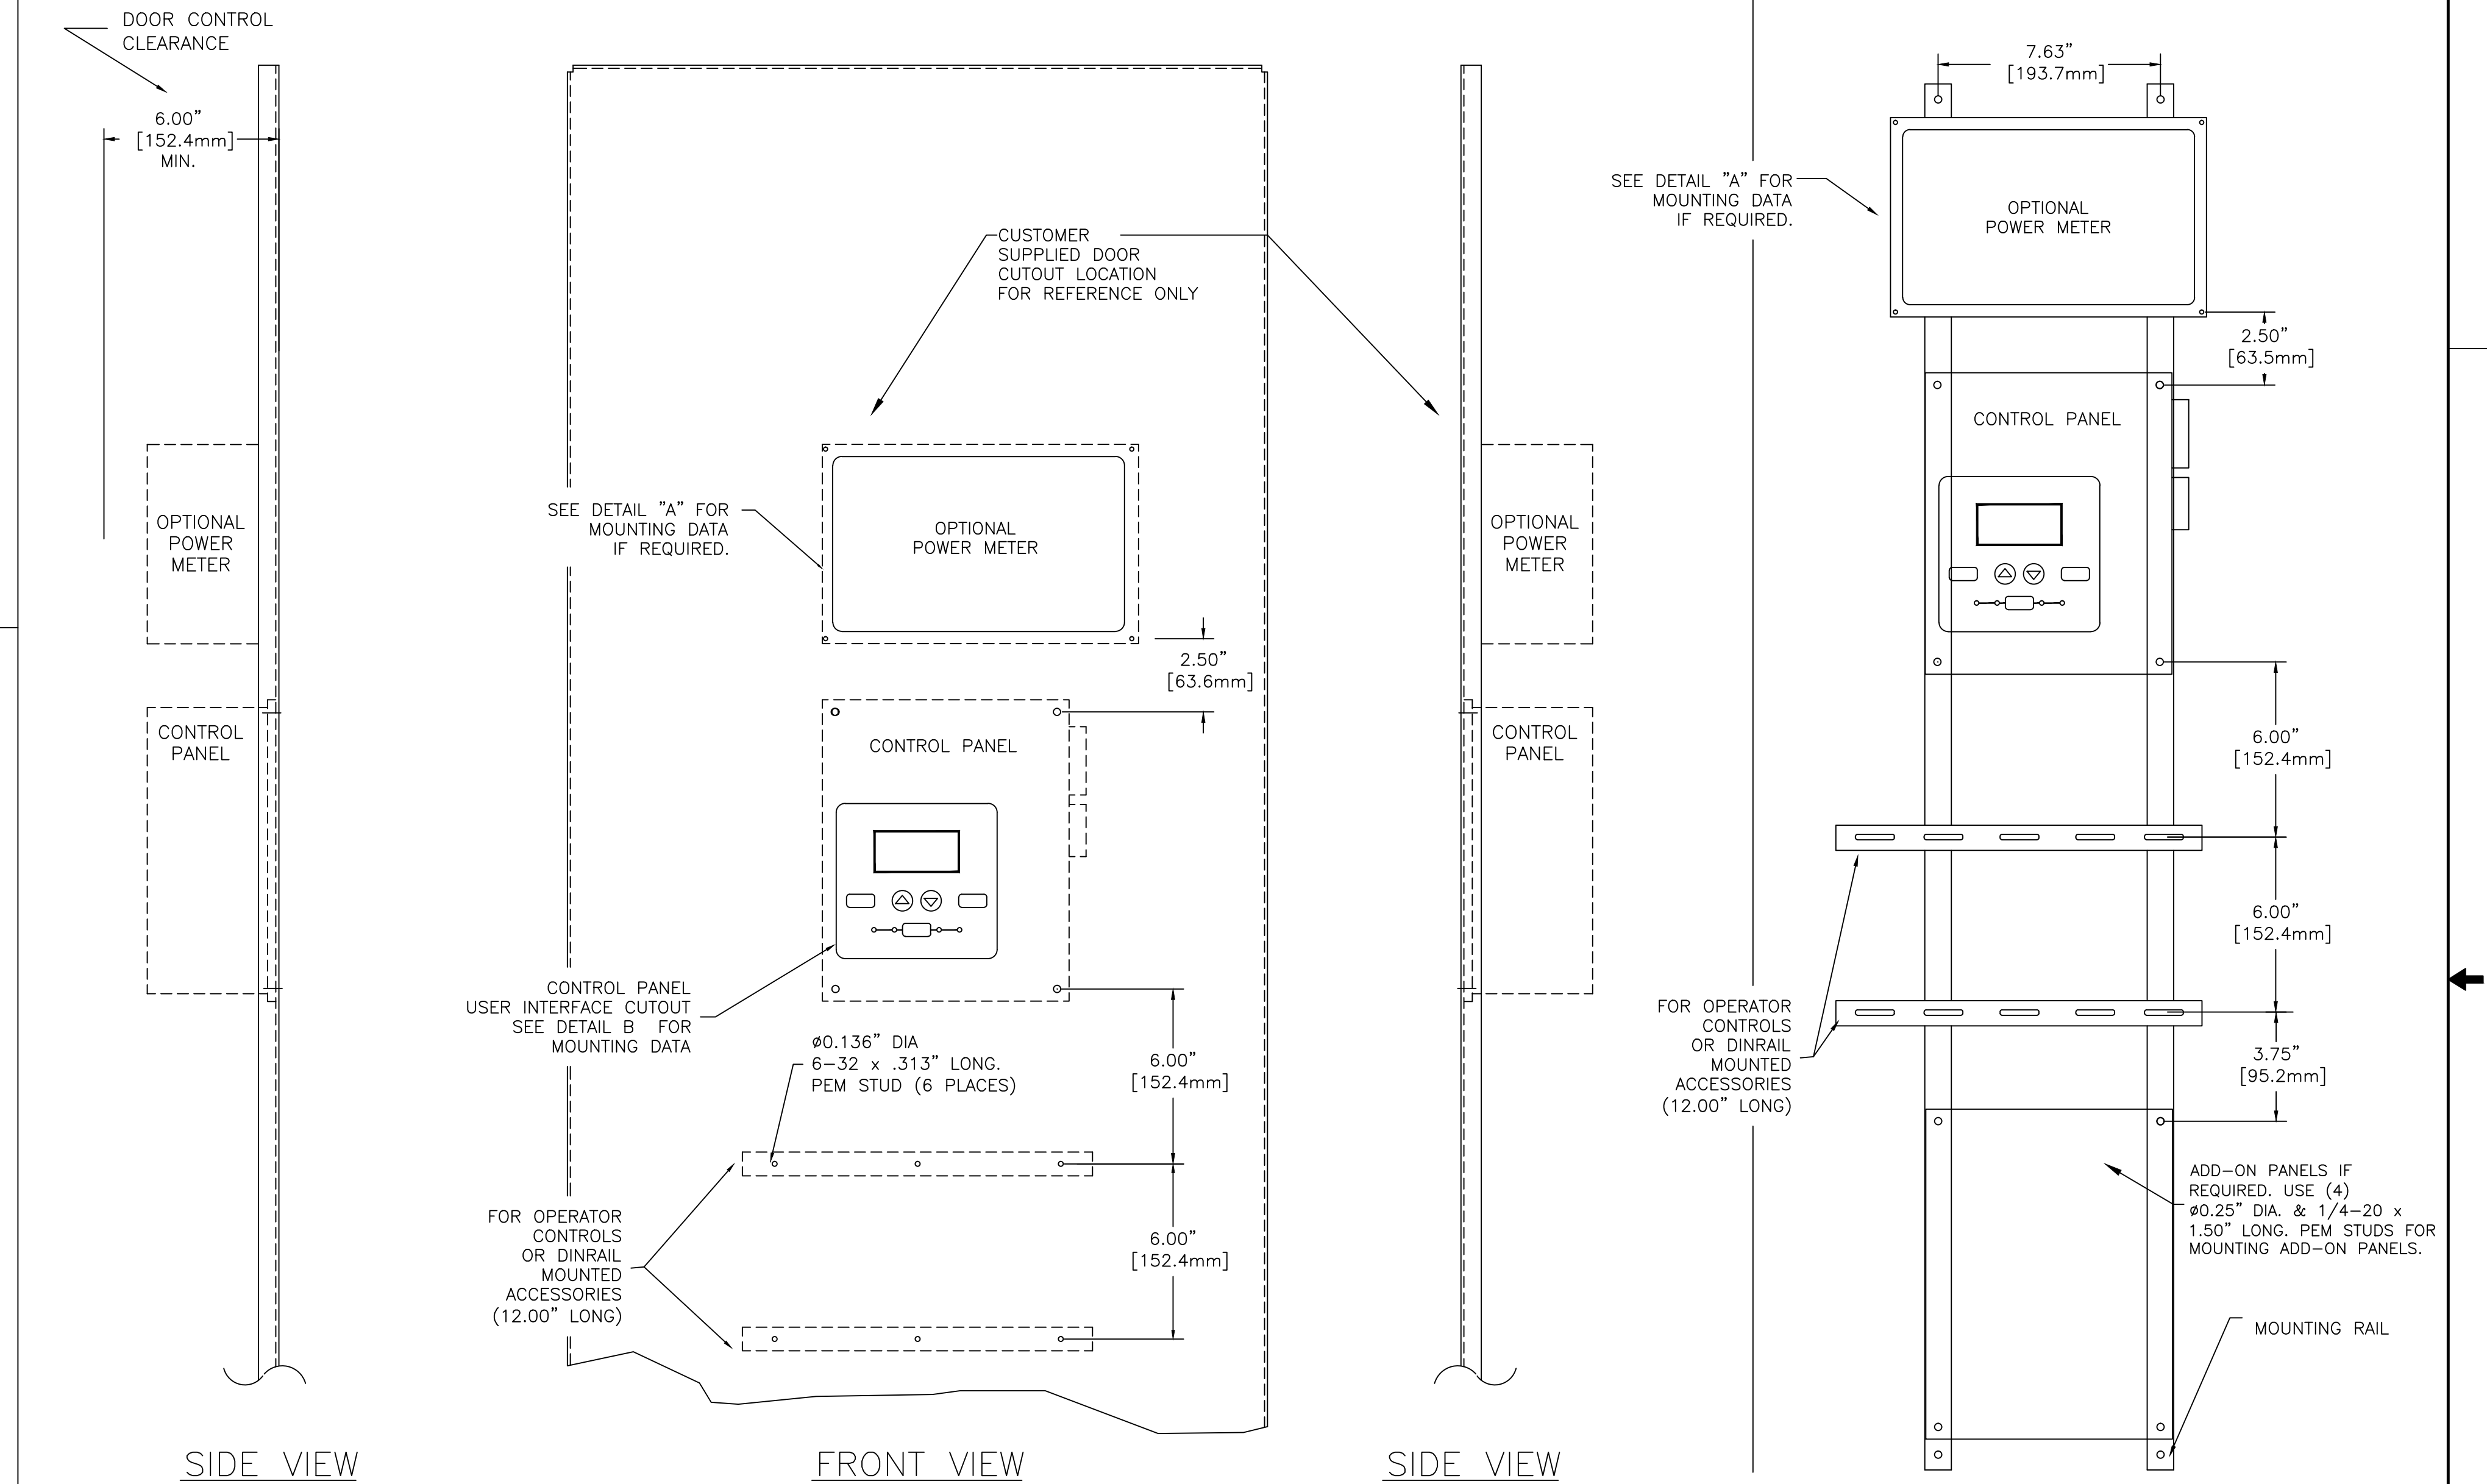 DOOR CONTROL
CLEARANCE
6.00”
[152.4mm]
MIN.
OPTIONAL
POWER
METER
CONTROL
PANEL
SIDE VIEW
CUSTOMER
SUPPLIED DOOR
CUTOUT LOCATION
FOR REFERENCE ONLY
SEE DETAIL ”A” FOR
MOUNTING DATA
IF REQUIRED.
OPTIONAL
POWER METER
2.50”
[63.6mm]
CONTROL PANEL
CONTROL PANEL
USER INTERFACE CUTOUT
SEE DETAIL B FOR
MOUNTING DATA
ø0.136” DIA
6–32 x .313” LONG.
PEM STUD (6 PLACES)
6.00”
[152.4mm]
6.00”
[152.4mm]
FOR OPERATOR
CONTROLS
OR DINRAIL
MOUNTED
ACCESSORIES
(12.00” LONG)
FRONT VIEW
OPTIONAL
POWER
METER
CONTROL
PANEL
SIDE VIEW
7.63”
[193.7mm]
SEE DETAIL ”A” FOR
MOUNTING DATA
IF REQUIRED.
OPTIONAL
POWER METER
2.50”
[63.5mm]
CONTROL PANEL
6.00”
[152.4mm]
6.00”
[152.4mm]
FOR OPERATOR
CONTROLS
OR DINRAIL
MOUNTED
ACCESSORIES
(12.00” LONG)
3.75”
[95.2mm]
ADD–ON PANELS IF
REQUIRED. USE (4)
ø0.25” DIA. & 1/4–20 x
1.50” LONG. PEM STUDS FOR
MOUNTING ADD–ON PANELS.
MOUNTING RAIL